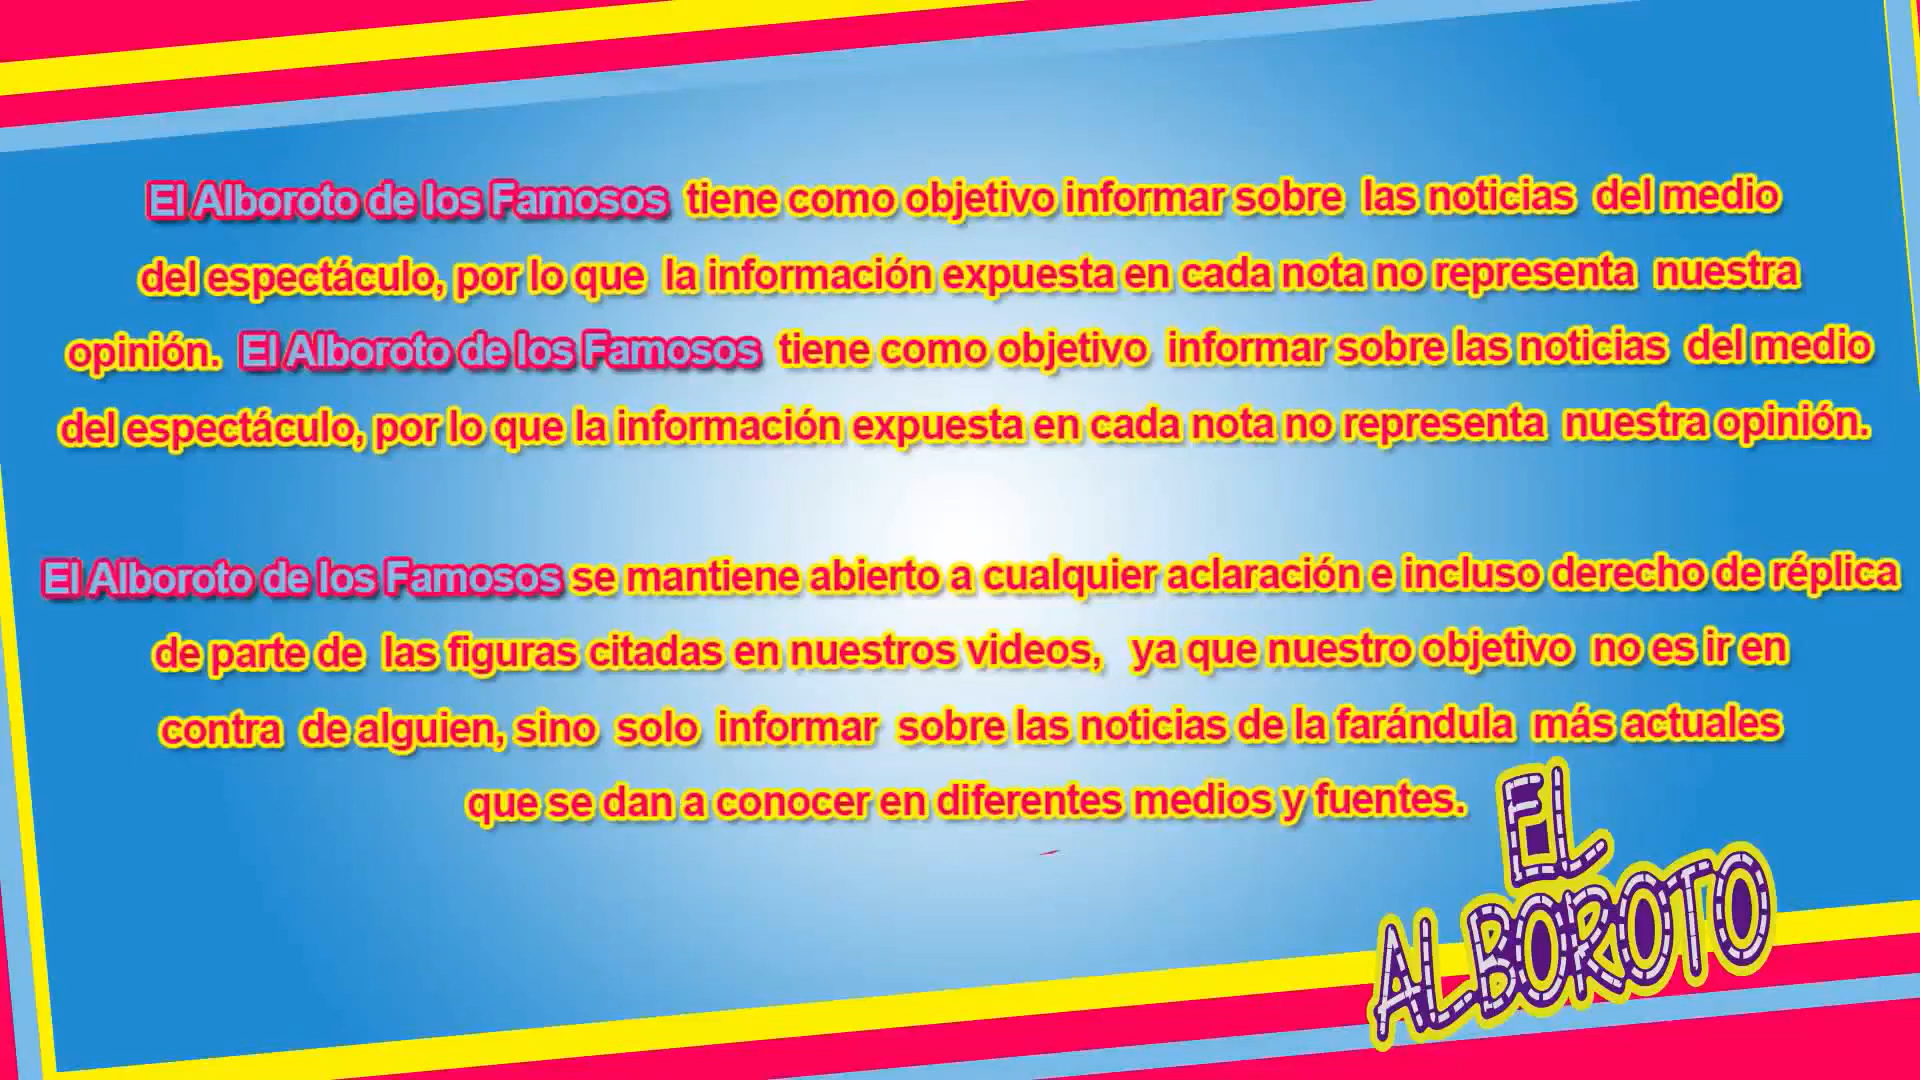 El Alboroto de los Famosos tiene como objetivo informar sobre las noticias del medio
del espectáculo, por lo que la información expuesta en cada nota no representa nuestra
opinión. El Alboroto de los Famosos tiene como objetivo informar sobre las noticias del medio
del espectáculo, por lo que la información expuesta en cada nota no representa nuestra opinión.
El Alboroto de los Famosos se mantiene abierto a cualquier aclaración e incluso derecho de réplica
de parte de las figuras citadas en nuestros videos, ya que nuestro objetivo no es ir en
contra de alguien, sino solo informar sobre las noticias de la farándula más actuales
que se dan a conocer en diferentes medios y fuentes.
EL
ALBOROTO